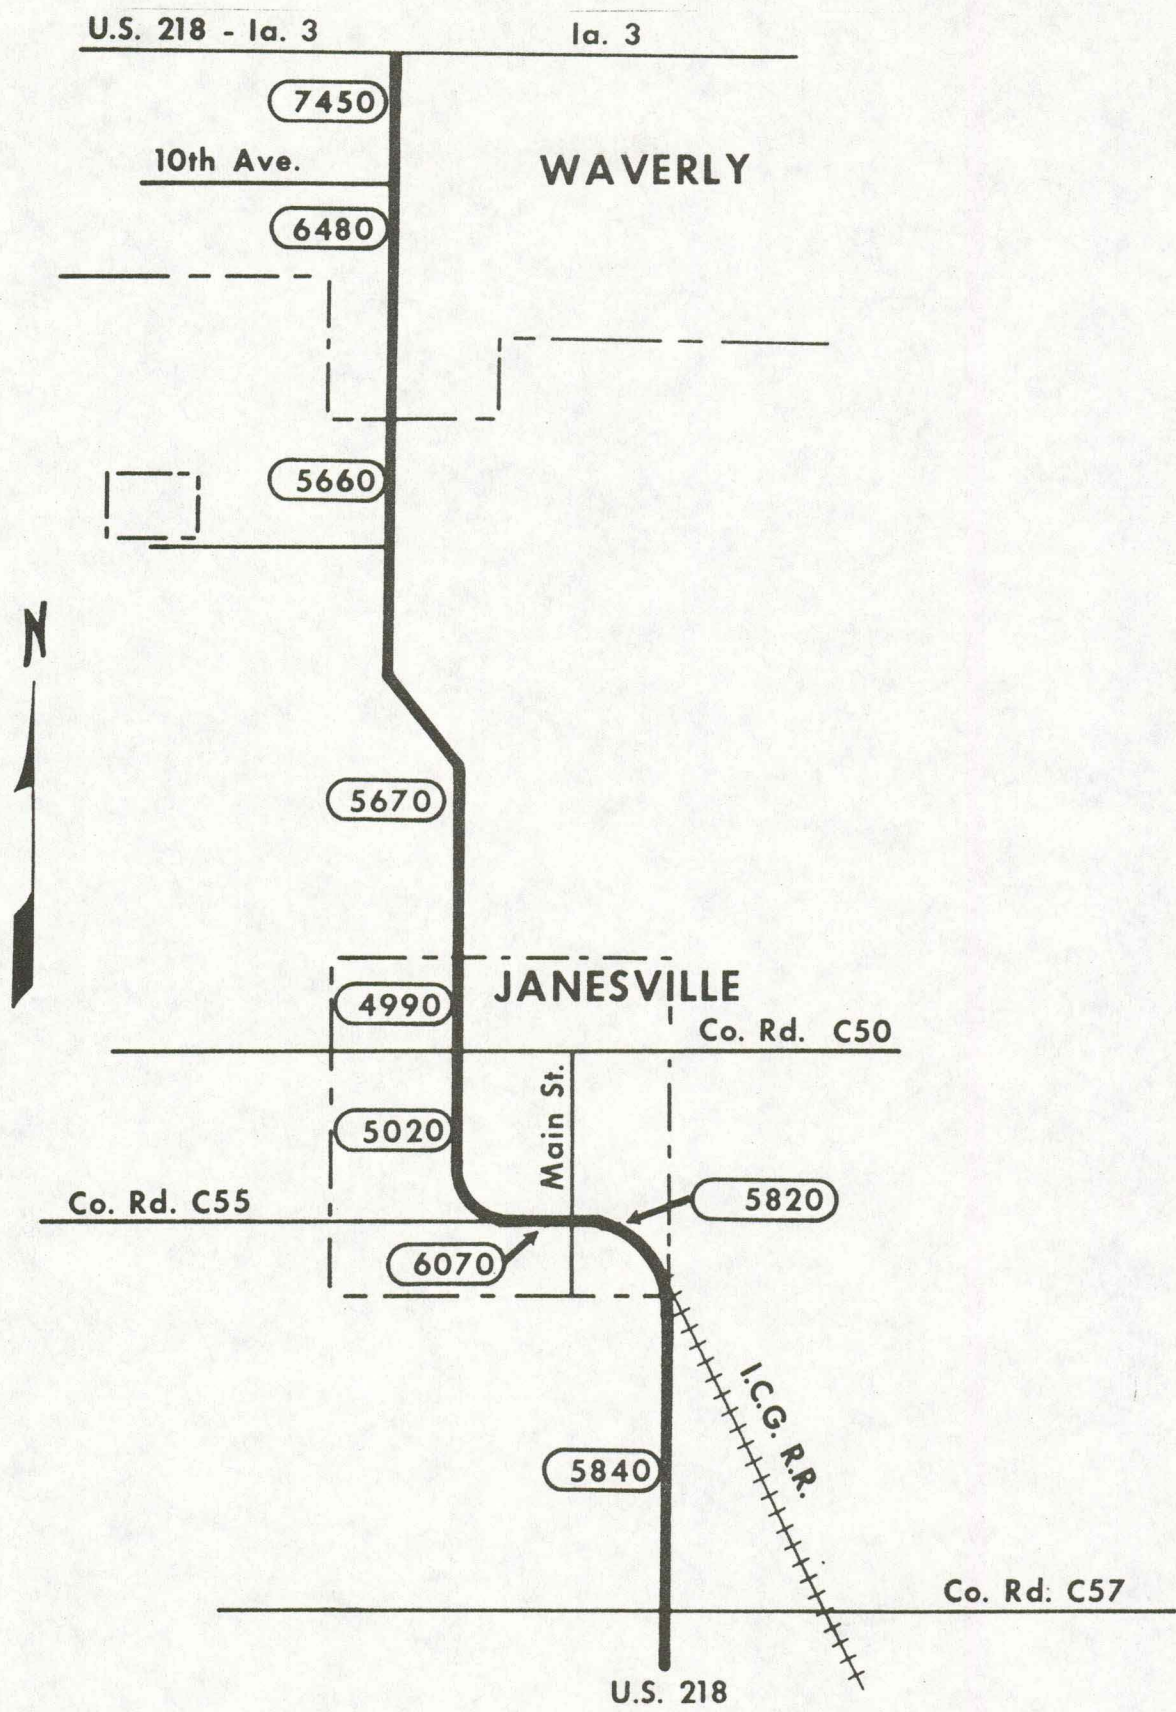 U.S. 218 - Ia. 3
Ia. 3
7450
10th Ave.
WAVERLY
6480
5660
N
5670
JANESVILLE
4990
Co. Rd. C50
Main St.
5020
Co. Rd. C55
5820
6070
I.C.G. R.R.
5840
Co. Rd. C57
U.S. 218